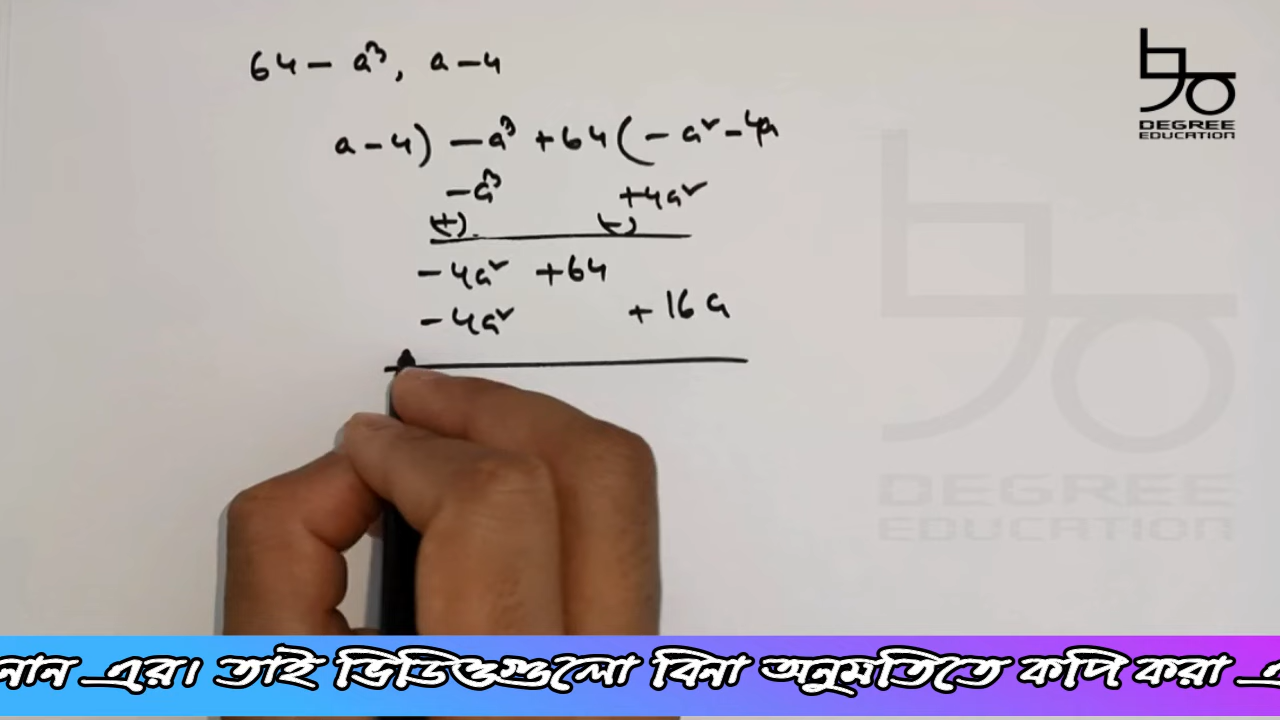 64 - a³, a - 4
a - 4) - a³ + 64 ( - a² - 4a
- a³ + 4a²
(+) (-)
- 4a² + 64
- 4a² + 16a
DEGREE
EDUCATION
DEGREE
EDUCATION
নান এর। তাই ভিডিওগুলো বিনা অনুমতিতে কপি করা এ